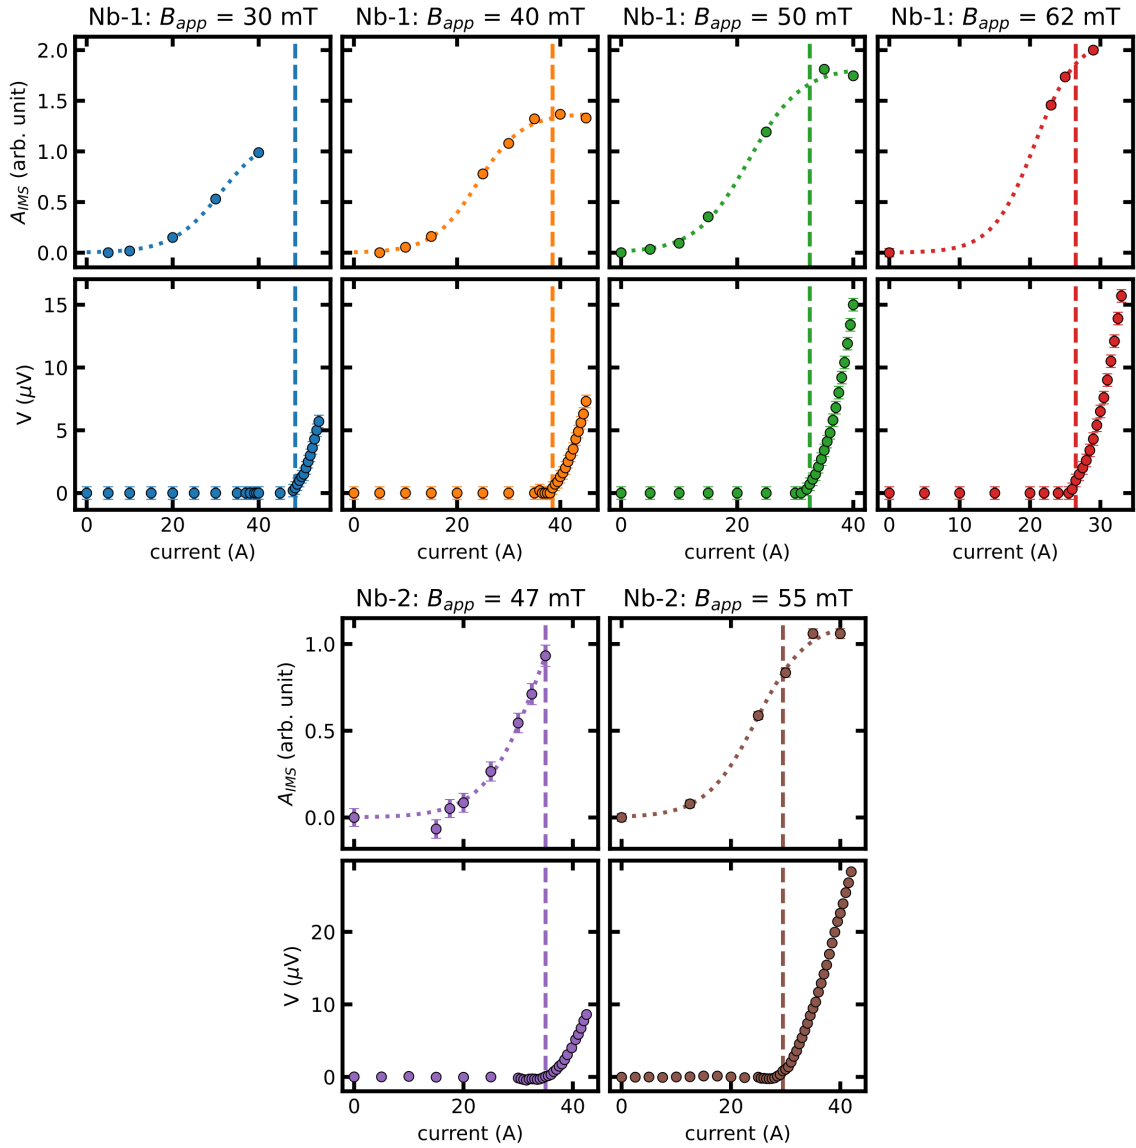 Nb-1: B_app = 30 mT
Nb-1: B_app = 40 mT
Nb-1: B_app = 50 mT
Nb-1: B_app = 62 mT
A_IMS (arb. unit)
2.0
1.5
1.0
0.5
0.0
V (μV)
15
10
5
0
0 20 40
0 20 40
0 20 40
0 10 20 30
current (A)
current (A)
current (A)
current (A)
Nb-2: B_app = 47 mT
Nb-2: B_app = 55 mT
A_IMS (arb. unit)
1.0
0.5
0.0
V (μV)
20
10
0
0 20 40
0 20 40
current (A)
current (A)